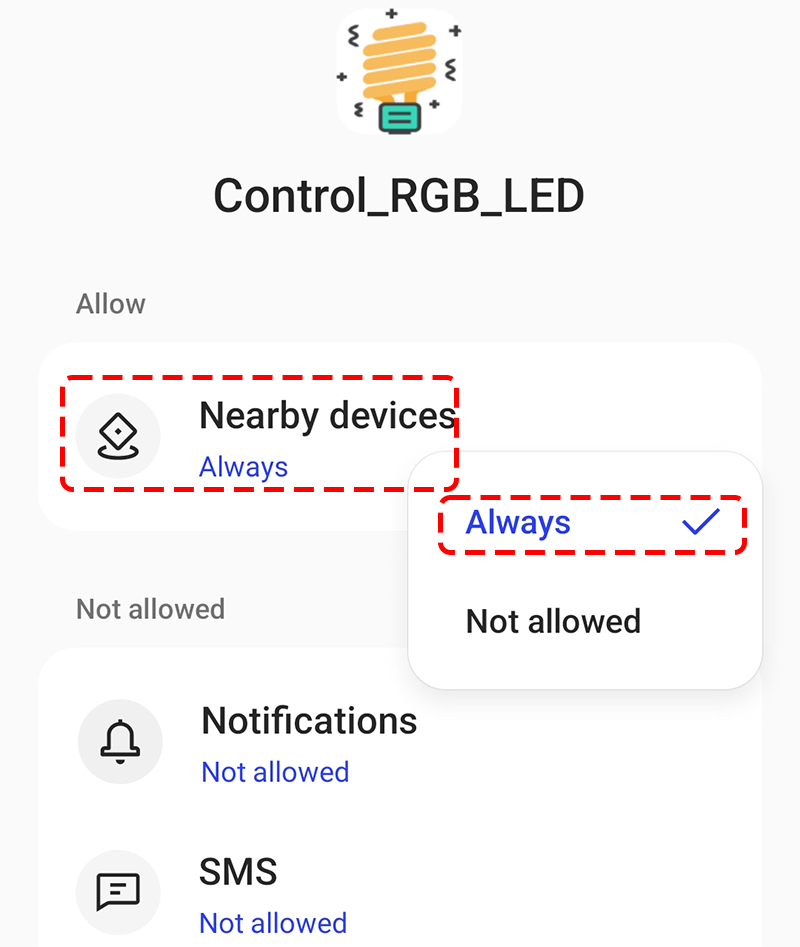 Control_RGB_LED
Allow
Nearby devices
Always
Always
Not allowed
Not allowed
Notifications
Not allowed
SMS
Not allowed